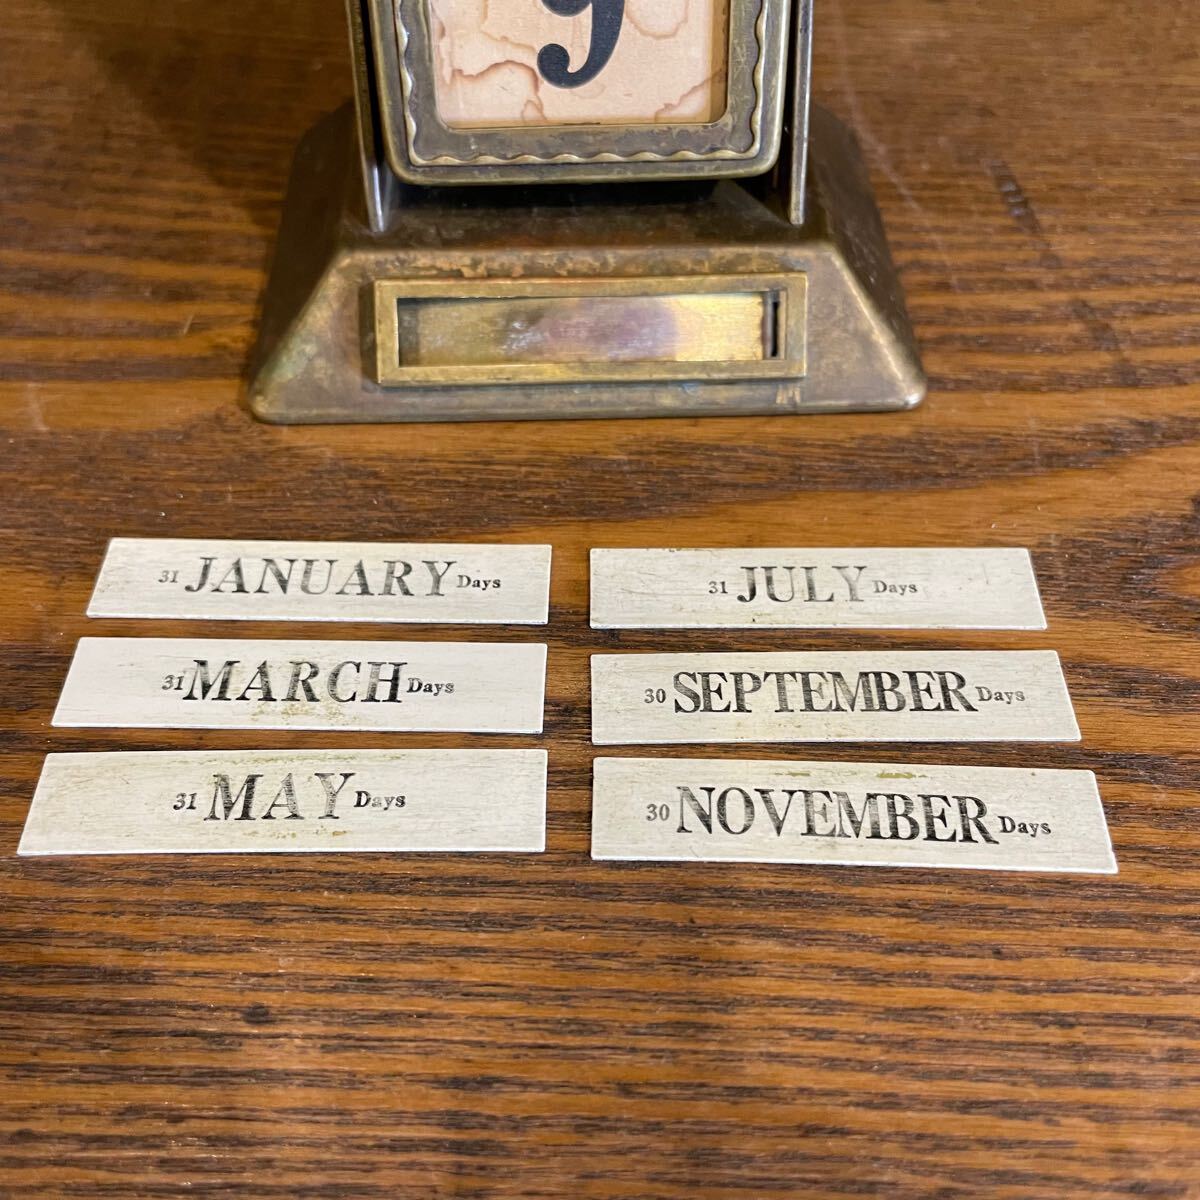 31 JANUARY Days
31 MARCH Days
31 MAY Days
31 JULY Days
30 SEPTEMBER Days
30 NOVEMBER Days